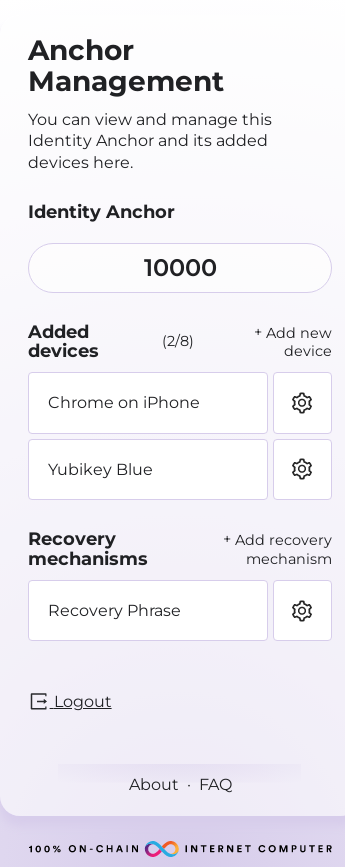 Anchor
Management
You can view and manage this
Identity Anchor and its added
devices here.
Identity Anchor
10000
Added
devices
(2/8)
+ Add new
device
Chrome on iPhone
Yubikey Blue
Recovery
mechanisms
+ Add recovery
mechanism
Recovery Phrase
Logout
About · FAQ
100% ON-CHAIN INTERNET COMPUTER